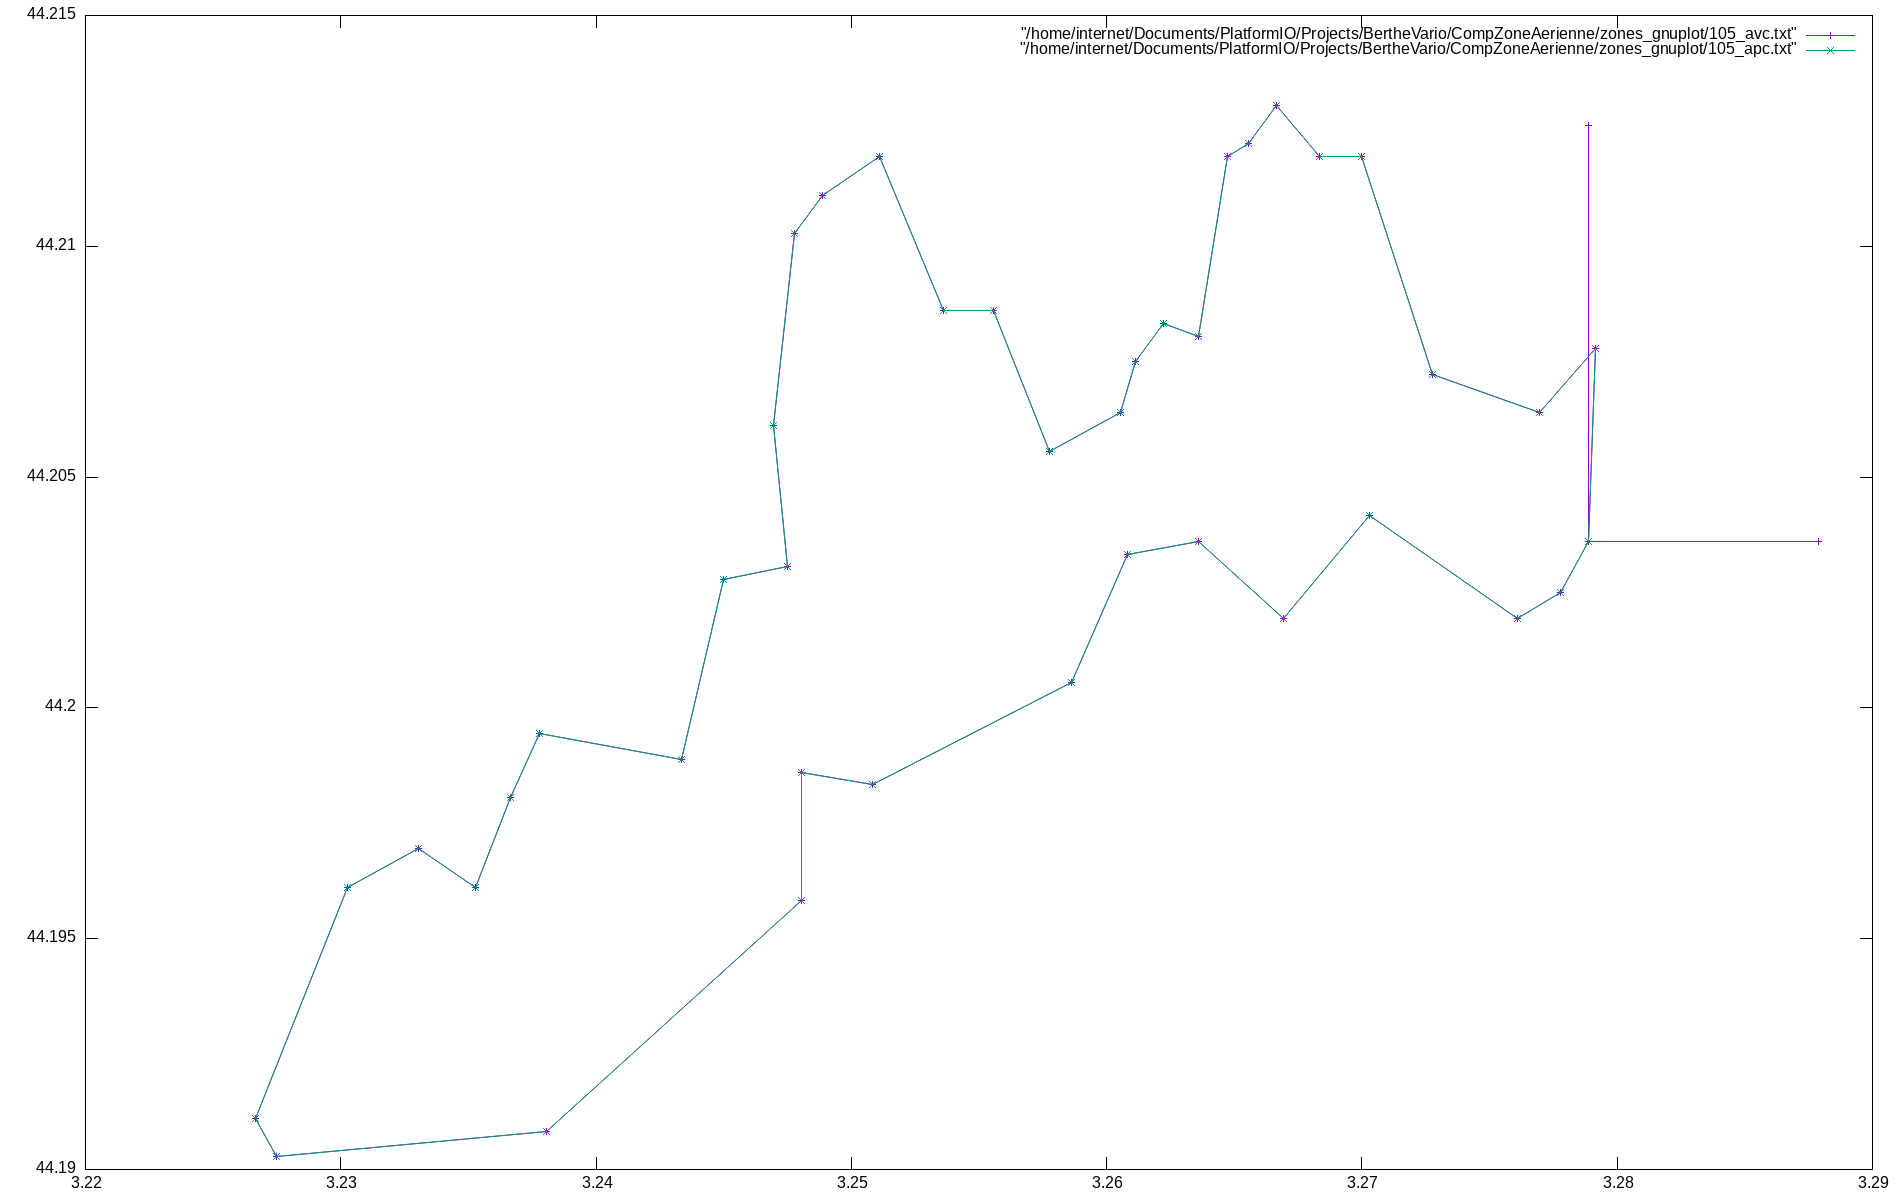 44.215
"/home/internet/Documents/PlatformIO/Projects/BertheVario/CompZoneAerienne/zones_gnuplot/105_avc.txt"
"/home/internet/Documents/PlatformIO/Projects/BertheVario/CompZoneAerienne/zones_gnuplot/105_apc.txt"
44.21
44.205
44.2
44.195
44.19
3.22 3.23 3.24 3.25 3.26 3.27 3.28 3.29